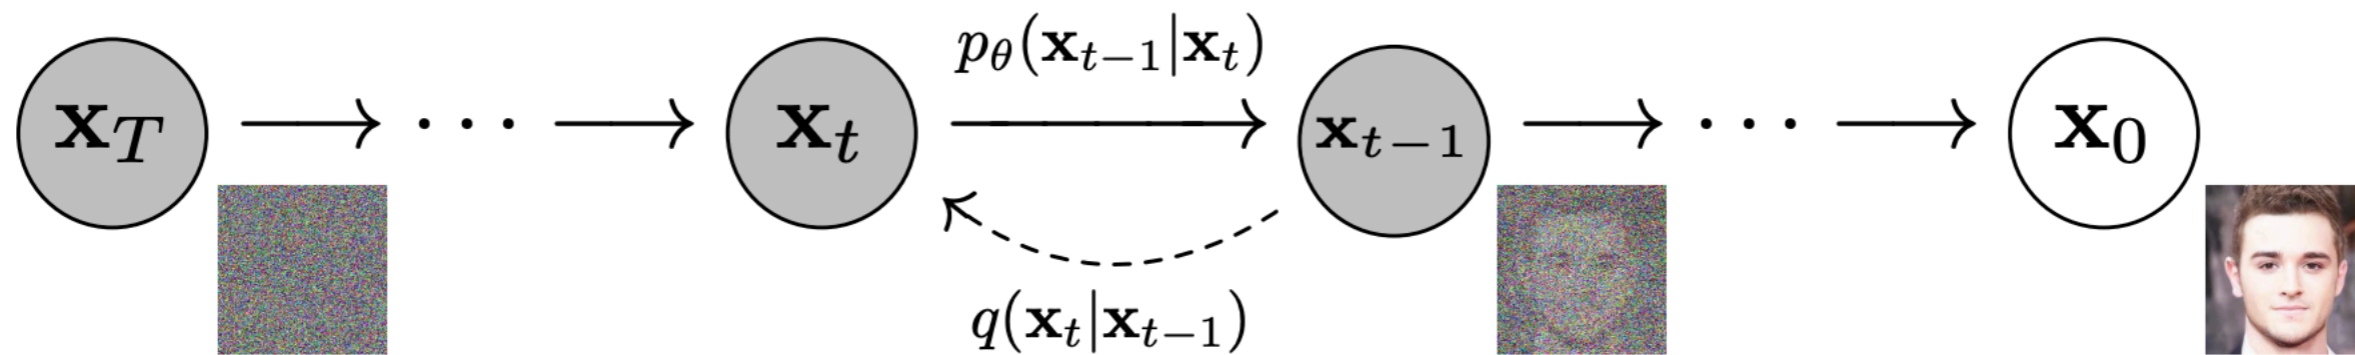 p_θ(x_{t−1}|x_t)
x_T → · · · → x_t → x_{t−1} → · · · → x_0
q(x_t|x_{t−1})